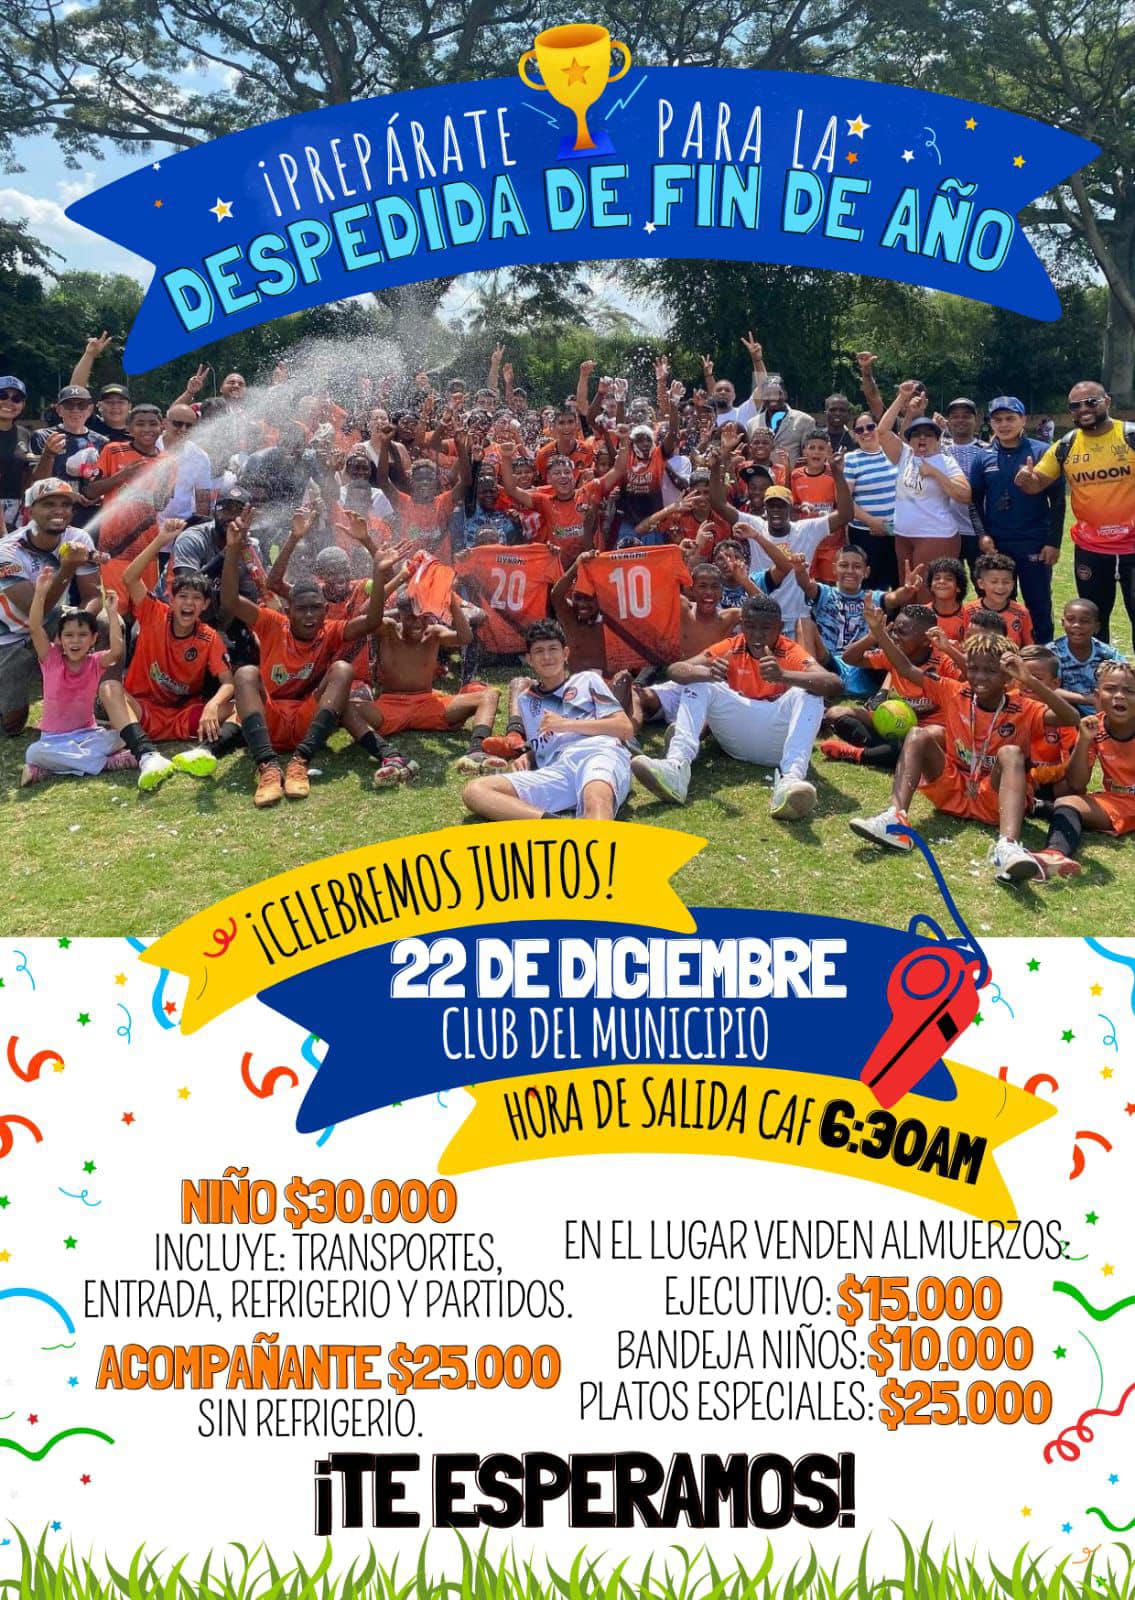 ¡PREPÁRATE PARA LA
DESPEDIDA DE FIN DE AÑO
VIVOON
DYNAMO
20
DYNAMO
10
¡CELEBREMOS JUNTOS!
22 DE DICIEMBRE
CLUB DEL MUNICIPIO
HORA DE SALIDA CAF 6:30AM
NIÑO $30.000
INCLUYE: TRANSPORTES,
ENTRADA, REFRIGERIO Y PARTIDOS.
ACOMPAÑANTE $25.000
SIN REFRIGERIO.
EN EL LUGAR VENDEN ALMUERZOS:
EJECUTIVO: $15.000
BANDEJA NIÑOS: $10.000
PLATOS ESPECIALES: $25.000
¡TE ESPERAMOS!